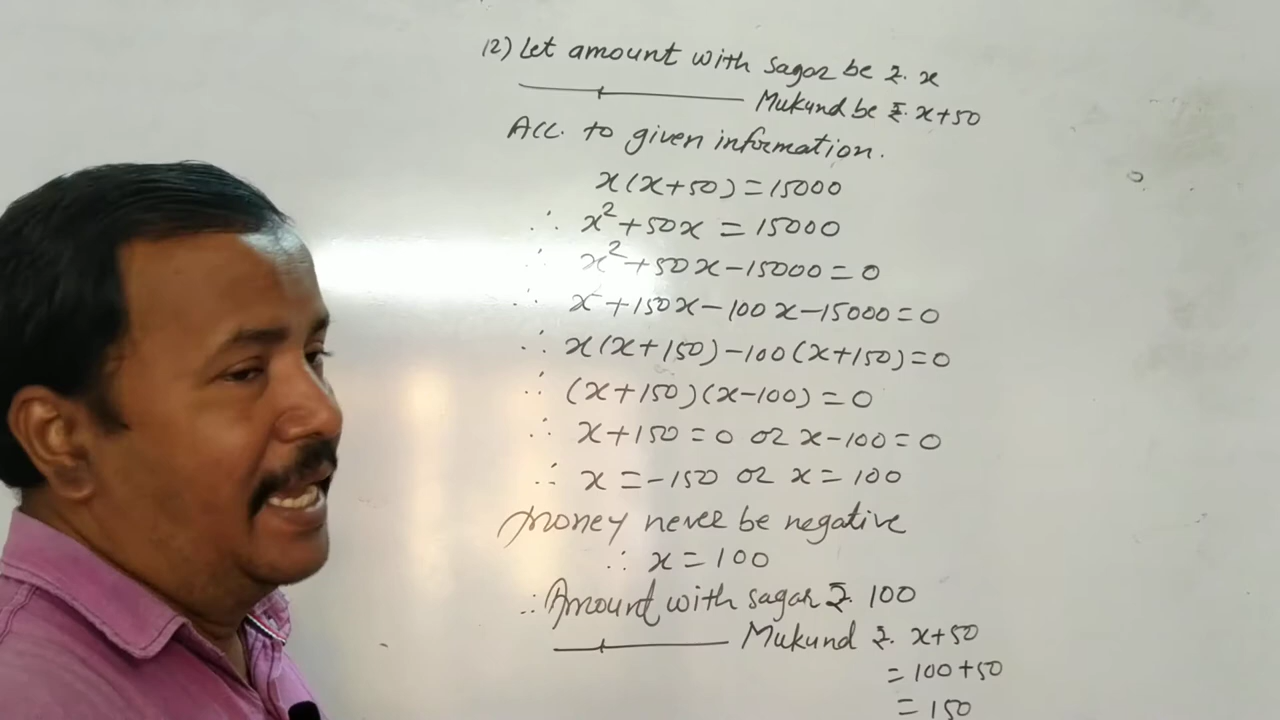 12) Let amount with sagar be ₹. x
Mukund be ₹. x+50
Acc. to given information.
x(x+50)=15000
∴ x²+50x = 15000
∴ x²+50x-15000=0
∴ x+150x-100x-15000=0
∴ x(x+150)-100(x+150)=0
∴ (x+150)(x-100)=0
∴ x+150=0 or x-100=0
∴ x=-150 or x=100
money never be negative
∴ x=100
∴ Amount with sagar ₹. 100
Mukund ₹. x+50
= 100+50
= 150